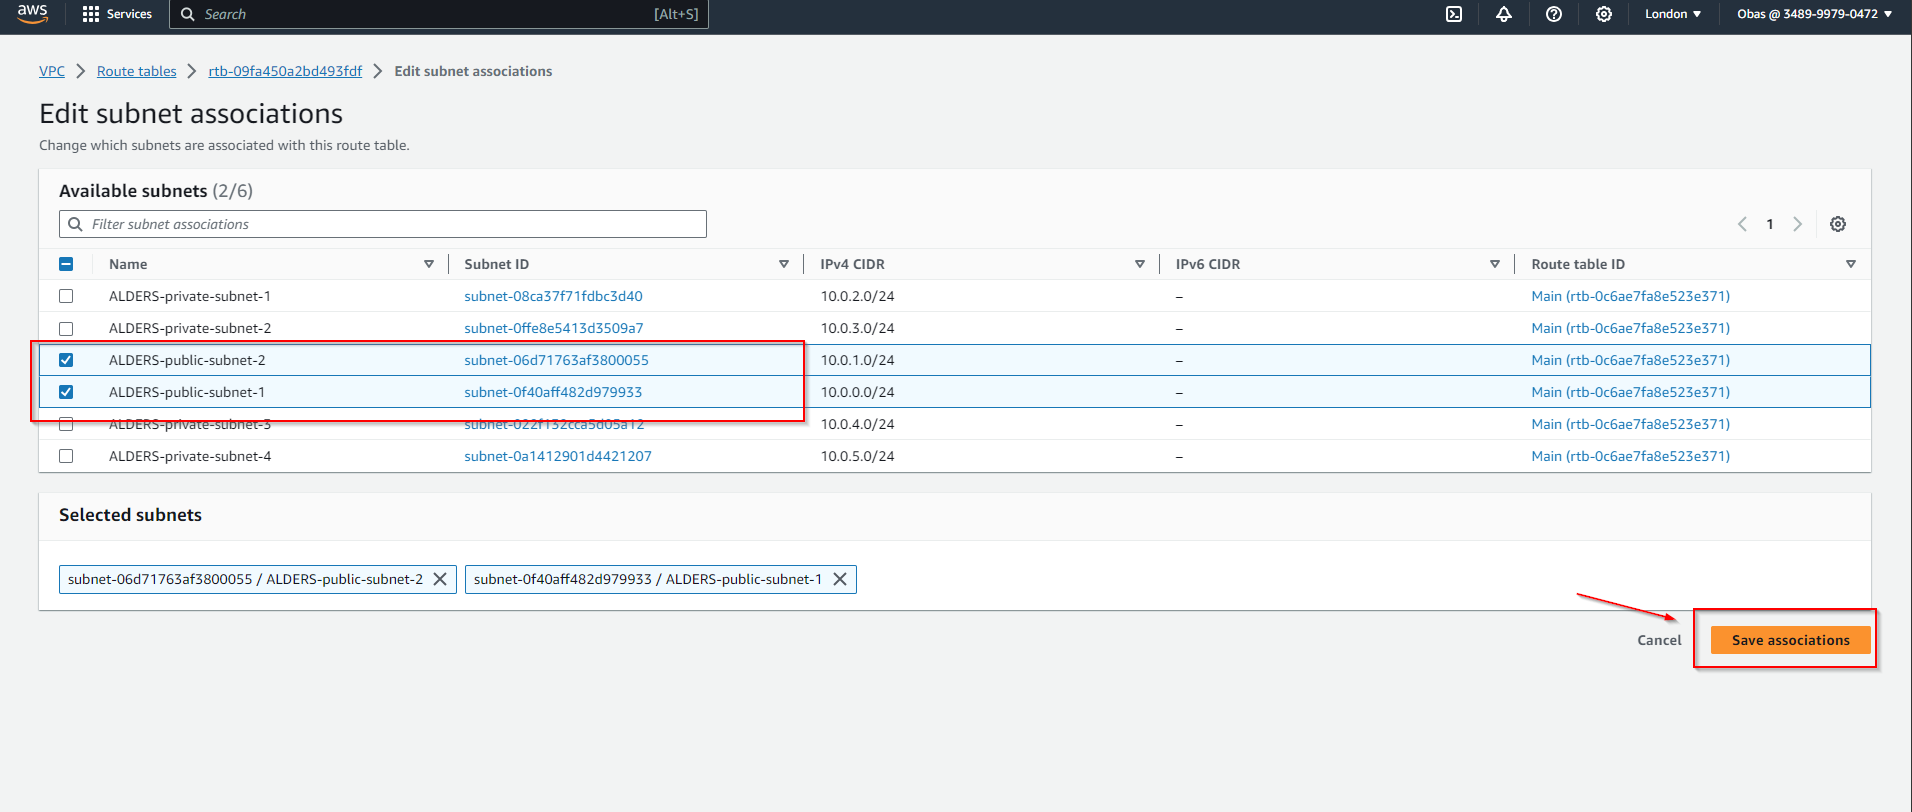 aws Services Search [Alt+S] London Obas @ 3489-9979-0472
VPC Route tables rtb-09fa450a2bd493fdf Edit subnet associations
Edit subnet associations
Change which subnets are associated with this route table.
Available subnets (2/6)
Filter subnet associations 1
Name Subnet ID IPv4 CIDR IPv6 CIDR Route table ID
ALDERS-private-subnet-1 subnet-08ca37f71fdbc3d40 10.0.2.0/24 – Main (rtb-0c6ae7fa8e523e371)
ALDERS-private-subnet-2 subnet-0ffe8e5413d3509a7 10.0.3.0/24 – Main (rtb-0c6ae7fa8e523e371)
ALDERS-public-subnet-2 subnet-06d71763af3800055 10.0.1.0/24 – Main (rtb-0c6ae7fa8e523e371)
ALDERS-public-subnet-1 subnet-0f40aff482d979933 10.0.0.0/24 – Main (rtb-0c6ae7fa8e523e371)
ALDERS-private-subnet-3 subnet-022f132cca5d05a12 10.0.4.0/24 – Main (rtb-0c6ae7fa8e523e371)
ALDERS-private-subnet-4 subnet-0a1412901d4421207 10.0.5.0/24 – Main (rtb-0c6ae7fa8e523e371)
Selected subnets
subnet-06d71763af3800055 / ALDERS-public-subnet-2 subnet-0f40aff482d979933 / ALDERS-public-subnet-1
Cancel Save associations